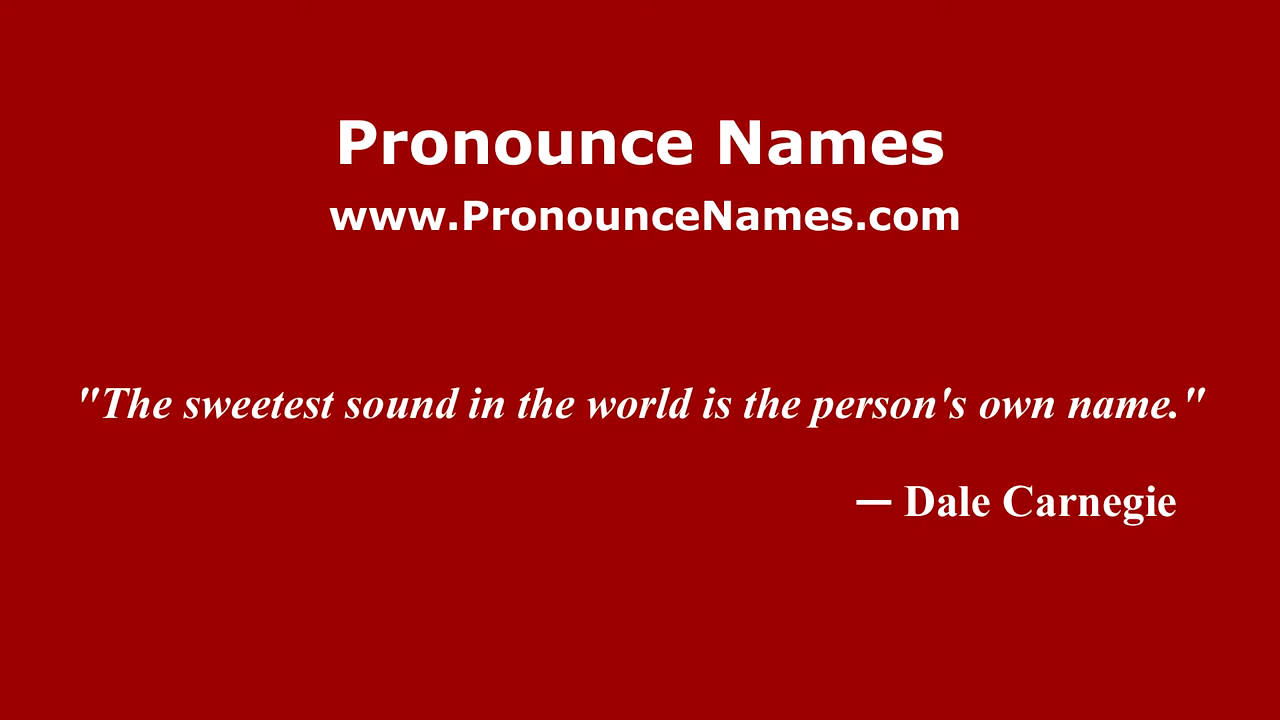 Pronounce Names
www.PronounceNames.com
"The sweetest sound in the world is the person's own name."
— Dale Carnegie